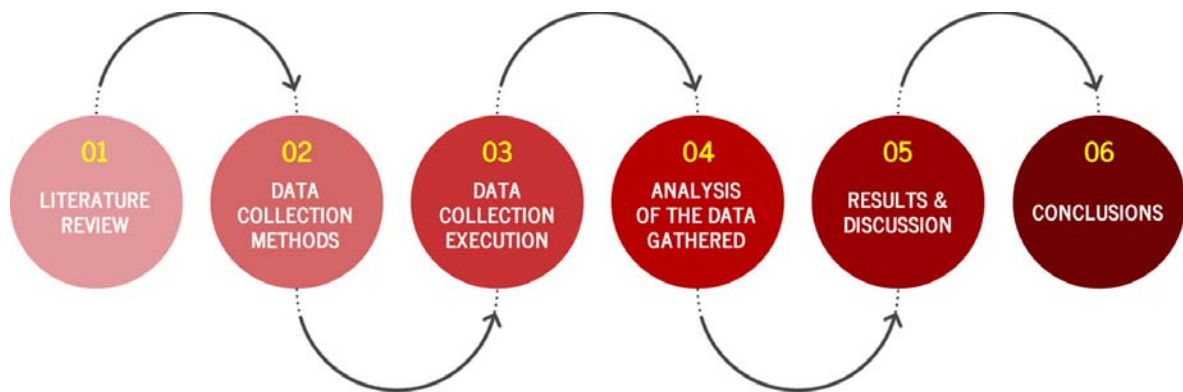 01
LITERATURE
REVIEW
02
DATA
COLLECTION
METHODS
03
DATA
COLLECTION
EXECUTION
04
ANALYSIS
OF THE DATA
GATHERED
05
RESULTS &
DISCUSSION
06
CONCLUSIONS